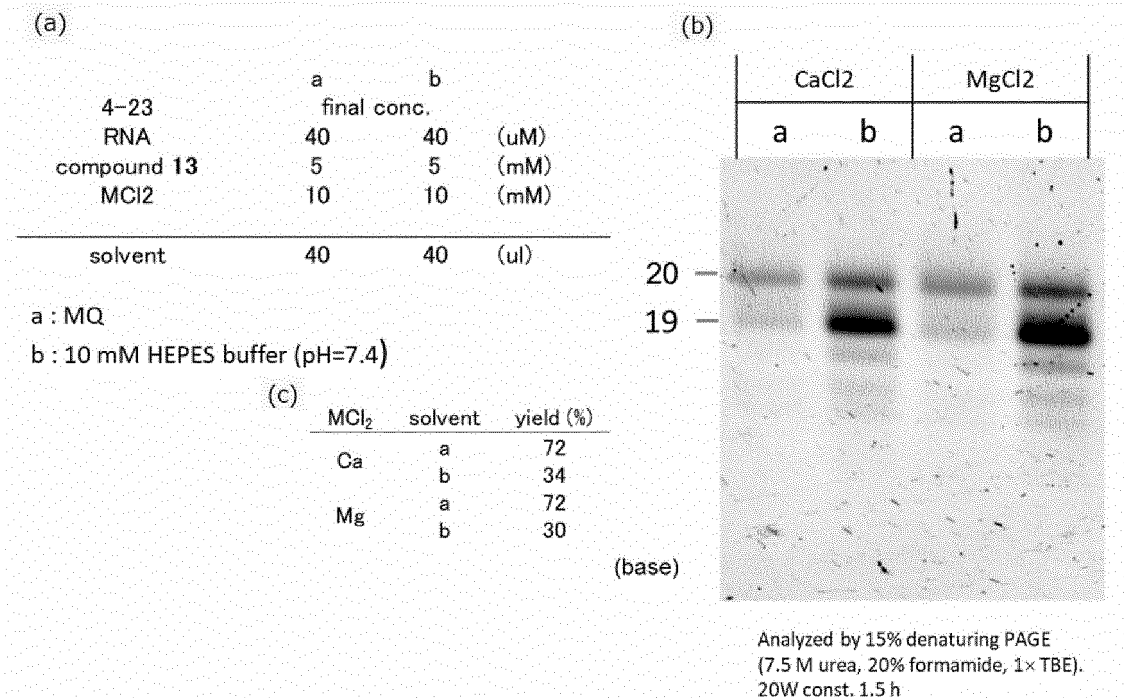 (a)
a b
4-23 final conc.
RNA 40 40 (uM)
compound 13 5 5 (mM)
MCl2 10 10 (mM)
solvent 40 40 (ul)
a : MQ
b : 10 mM HEPES buffer (pH=7.4)
(b)
CaCl2 MgCl2
a b a b
20
19
(base)
Analyzed by 15% denaturing PAGE
(7.5 M urea, 20% formamide, 1× TBE).
20W const. 1.5 h
(c)
MCl₂ solvent yield (%)
Ca a 72
b 34
Mg a 72
b 30